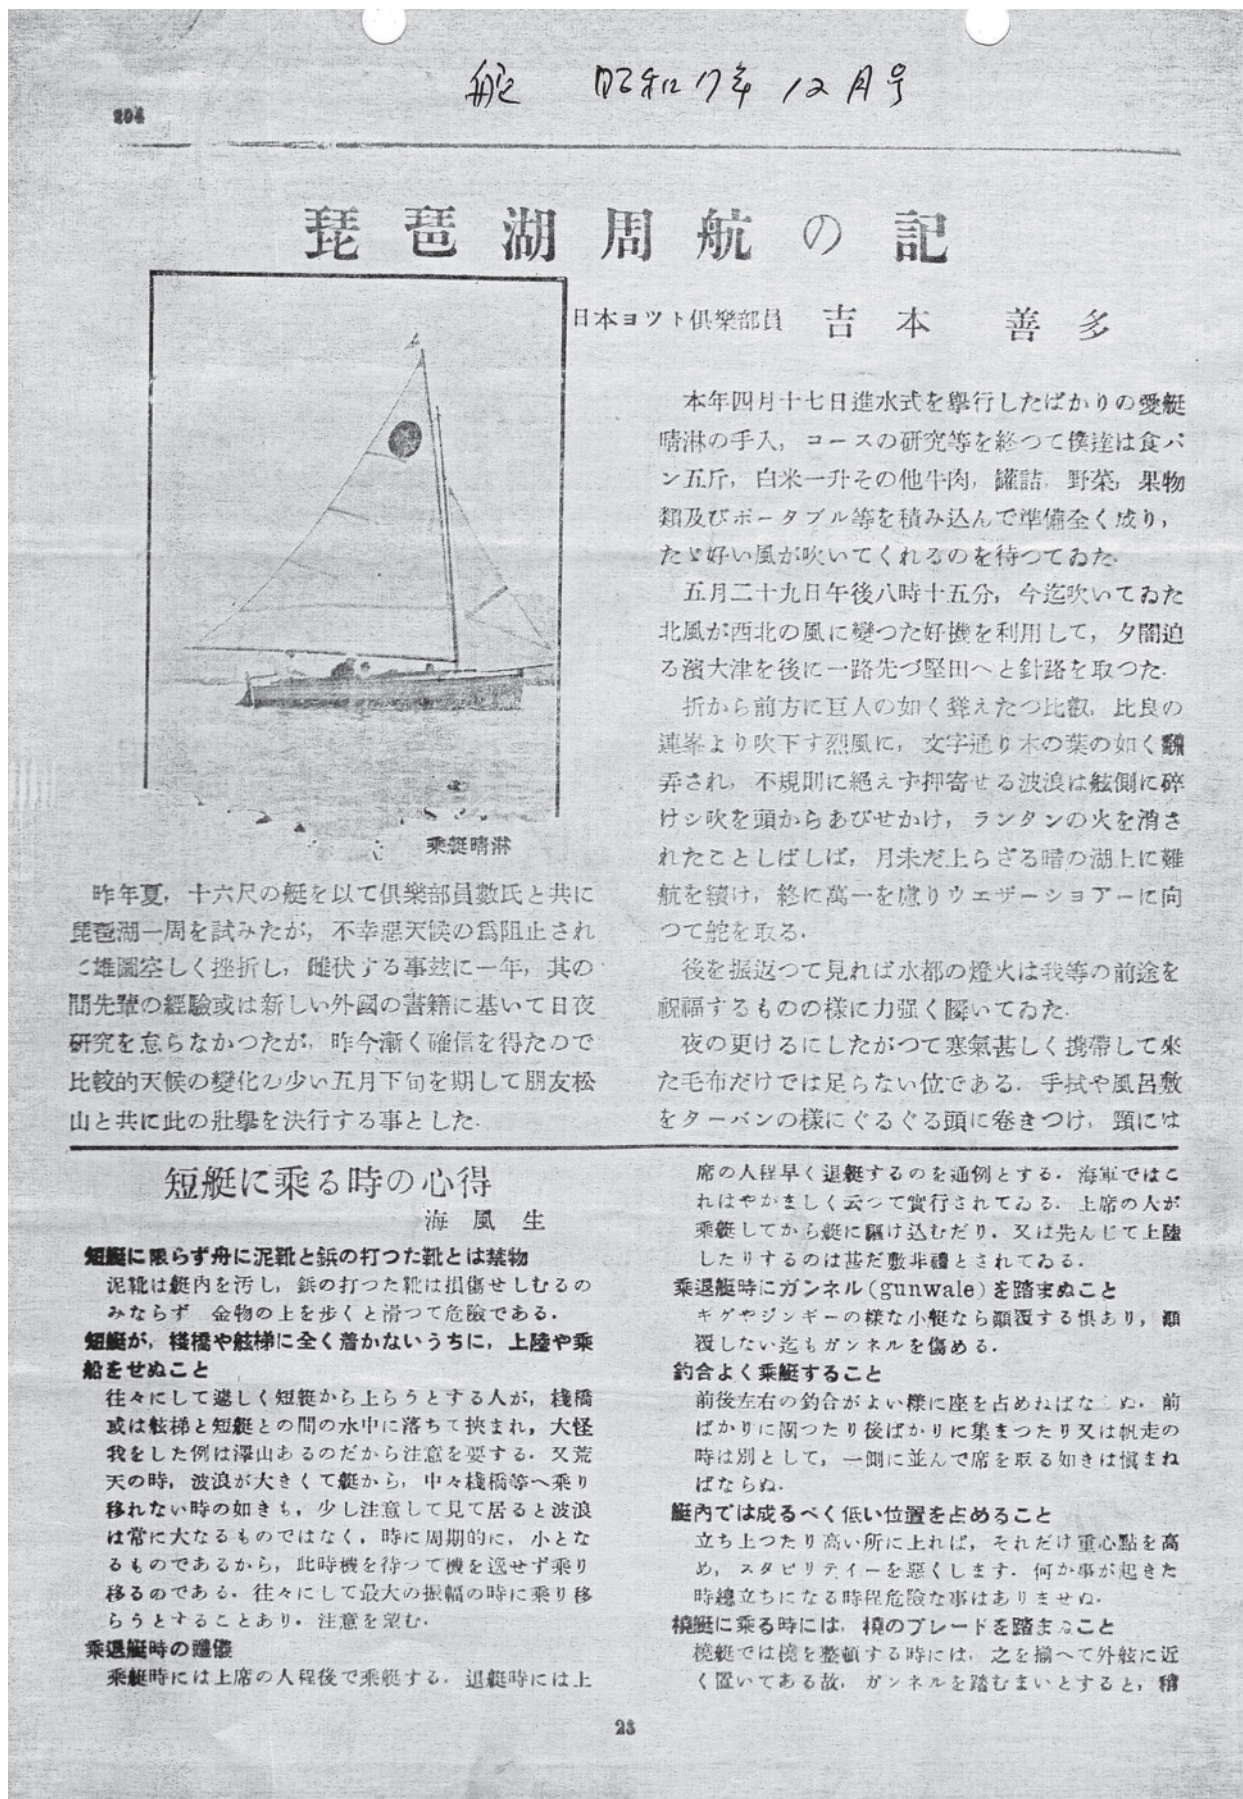 艇 昭和17年 12月号
204
琵琶湖周航の記
日本ヨツト倶樂部員 吉本 善多
乘艇晴淋
昨年夏，十六尺の艇を以て倶樂部員數氏と共に
琵琶湖一周を試みたが，不幸惡天候の爲阻止され
て雄圖空しく挫折し，雌伏する事玆に一年，其の
間先輩の經驗或は新しい外國の書籍に基いて日夜
研究を怠らなかつたが，昨今漸く確信を得たので
比較的天候の變化の少い五月下旬を期して朋友松
山と共に此の壯擧を決行する事とした．
本年四月十七日進水式を擧行したばかりの愛艇
晴淋の手入，コースの研究等を終つて僕達は食パ
ン五斤，白米一升その他牛肉，罐詰，野菜，果物
類及びポータブル等を積み込んで準備全く成り，
たゞ好い風が吹いてくれるのを待つてゐた．
五月二十九日午後八時十五分，今迄吹いてゐた
北風が西北の風に變つた好機を利用して，夕闇迫
る濱大津を後に一路先づ堅田へと針路を取つた．
折から前方に巨人の如く聳えたつ比叡，比良の
連峯より吹下す烈風に，文字通り木の葉の如く飜
弄され，不規則に絶えず押寄せる波浪は舷側に碎
けシ吹を頭からあびせかけ，ランタンの火を消さ
れたことしばしば，月未だ上らざる暗の湖上に難
航を續け，終に萬一を慮りウエザーショアーに向
つて舵を取る．
後を振返つて見れば水都の燈火は我等の前途を
祝福するものの樣に力强く瞬いてゐた．
夜の更けるにしたがつて寒氣甚しく携帶して來
た毛布だけでは足らない位である．手拭や風呂敷
をターバンの樣にぐるぐる頭に卷きつけ，頸には
短艇に乘る時の心得
海風生
短艇に限らず舟に泥靴と鋲の打つた靴とは禁物
泥靴は艇内を汚し，鋲の打つた靴は損傷せしむるの
みならず 金物の上を歩くと滑つて危險である．
短艇が，棧橋や舷梯に全く着かないうちに，上陸や乘
船をせぬこと
往々にして遽しく短艇から上らうとする人が，棧橋
或は舷梯と短艇との間の水中に落ちて挾まれ，大怪
我をした例は澤山あるのだから注意を要する．又荒
天の時，波浪が大きくて艇から，中々棧橋等へ乘り
移れない時の如きも，少し注意して見て居ると波浪
は常に大なるものではなく，時に周期的に，小とな
るものであるから，此時機を待つて機を逸せず乘り
移るのである．往々にして最大の振幅の時に乘り移
らうとすることあり．注意を望む．
乘退艇時の禮儀
乘艇時には上席の人程後で乘艇する．退艇時には上
席の人程早く退艇するのを通例とする．海軍ではこ
れはやかましく云つて實行されてゐる．上席の人が
乘艇してから艇に驅け込むだり．又は先んじて上陸
したりするのは甚だ敷非禮とされてゐる．
乘退艇時にガンネル(gunwale)を踏まぬこと
ギグやジンギーの樣な小艇なら顚覆する惧あり，顚
覆しない迄もガンネルを傷める．
釣合よく乘艇すること
前後左右の釣合がよい樣に座を占めねばなぬ．前
ばかりに固つたり後ばかりに集まつたり又は帆走の
時は別として，一側に並んで席を取る如きは愼まね
ばならぬ．
艇内では成るべく低い位置を占めること
立ち上つたり高い所に上れば，それだけ重心點を高
め，スタビリテイーを惡くします．何か事が起きた
時總立ちになる時程危險な事はありませぬ．
橈艇に乘る時には，橈のブレードを踏まぬこと
橈艇では橈を整頓する時には，之を揃へて外舷に近
く置いてある故，ガンネルを踏むまいとすると，稍
23